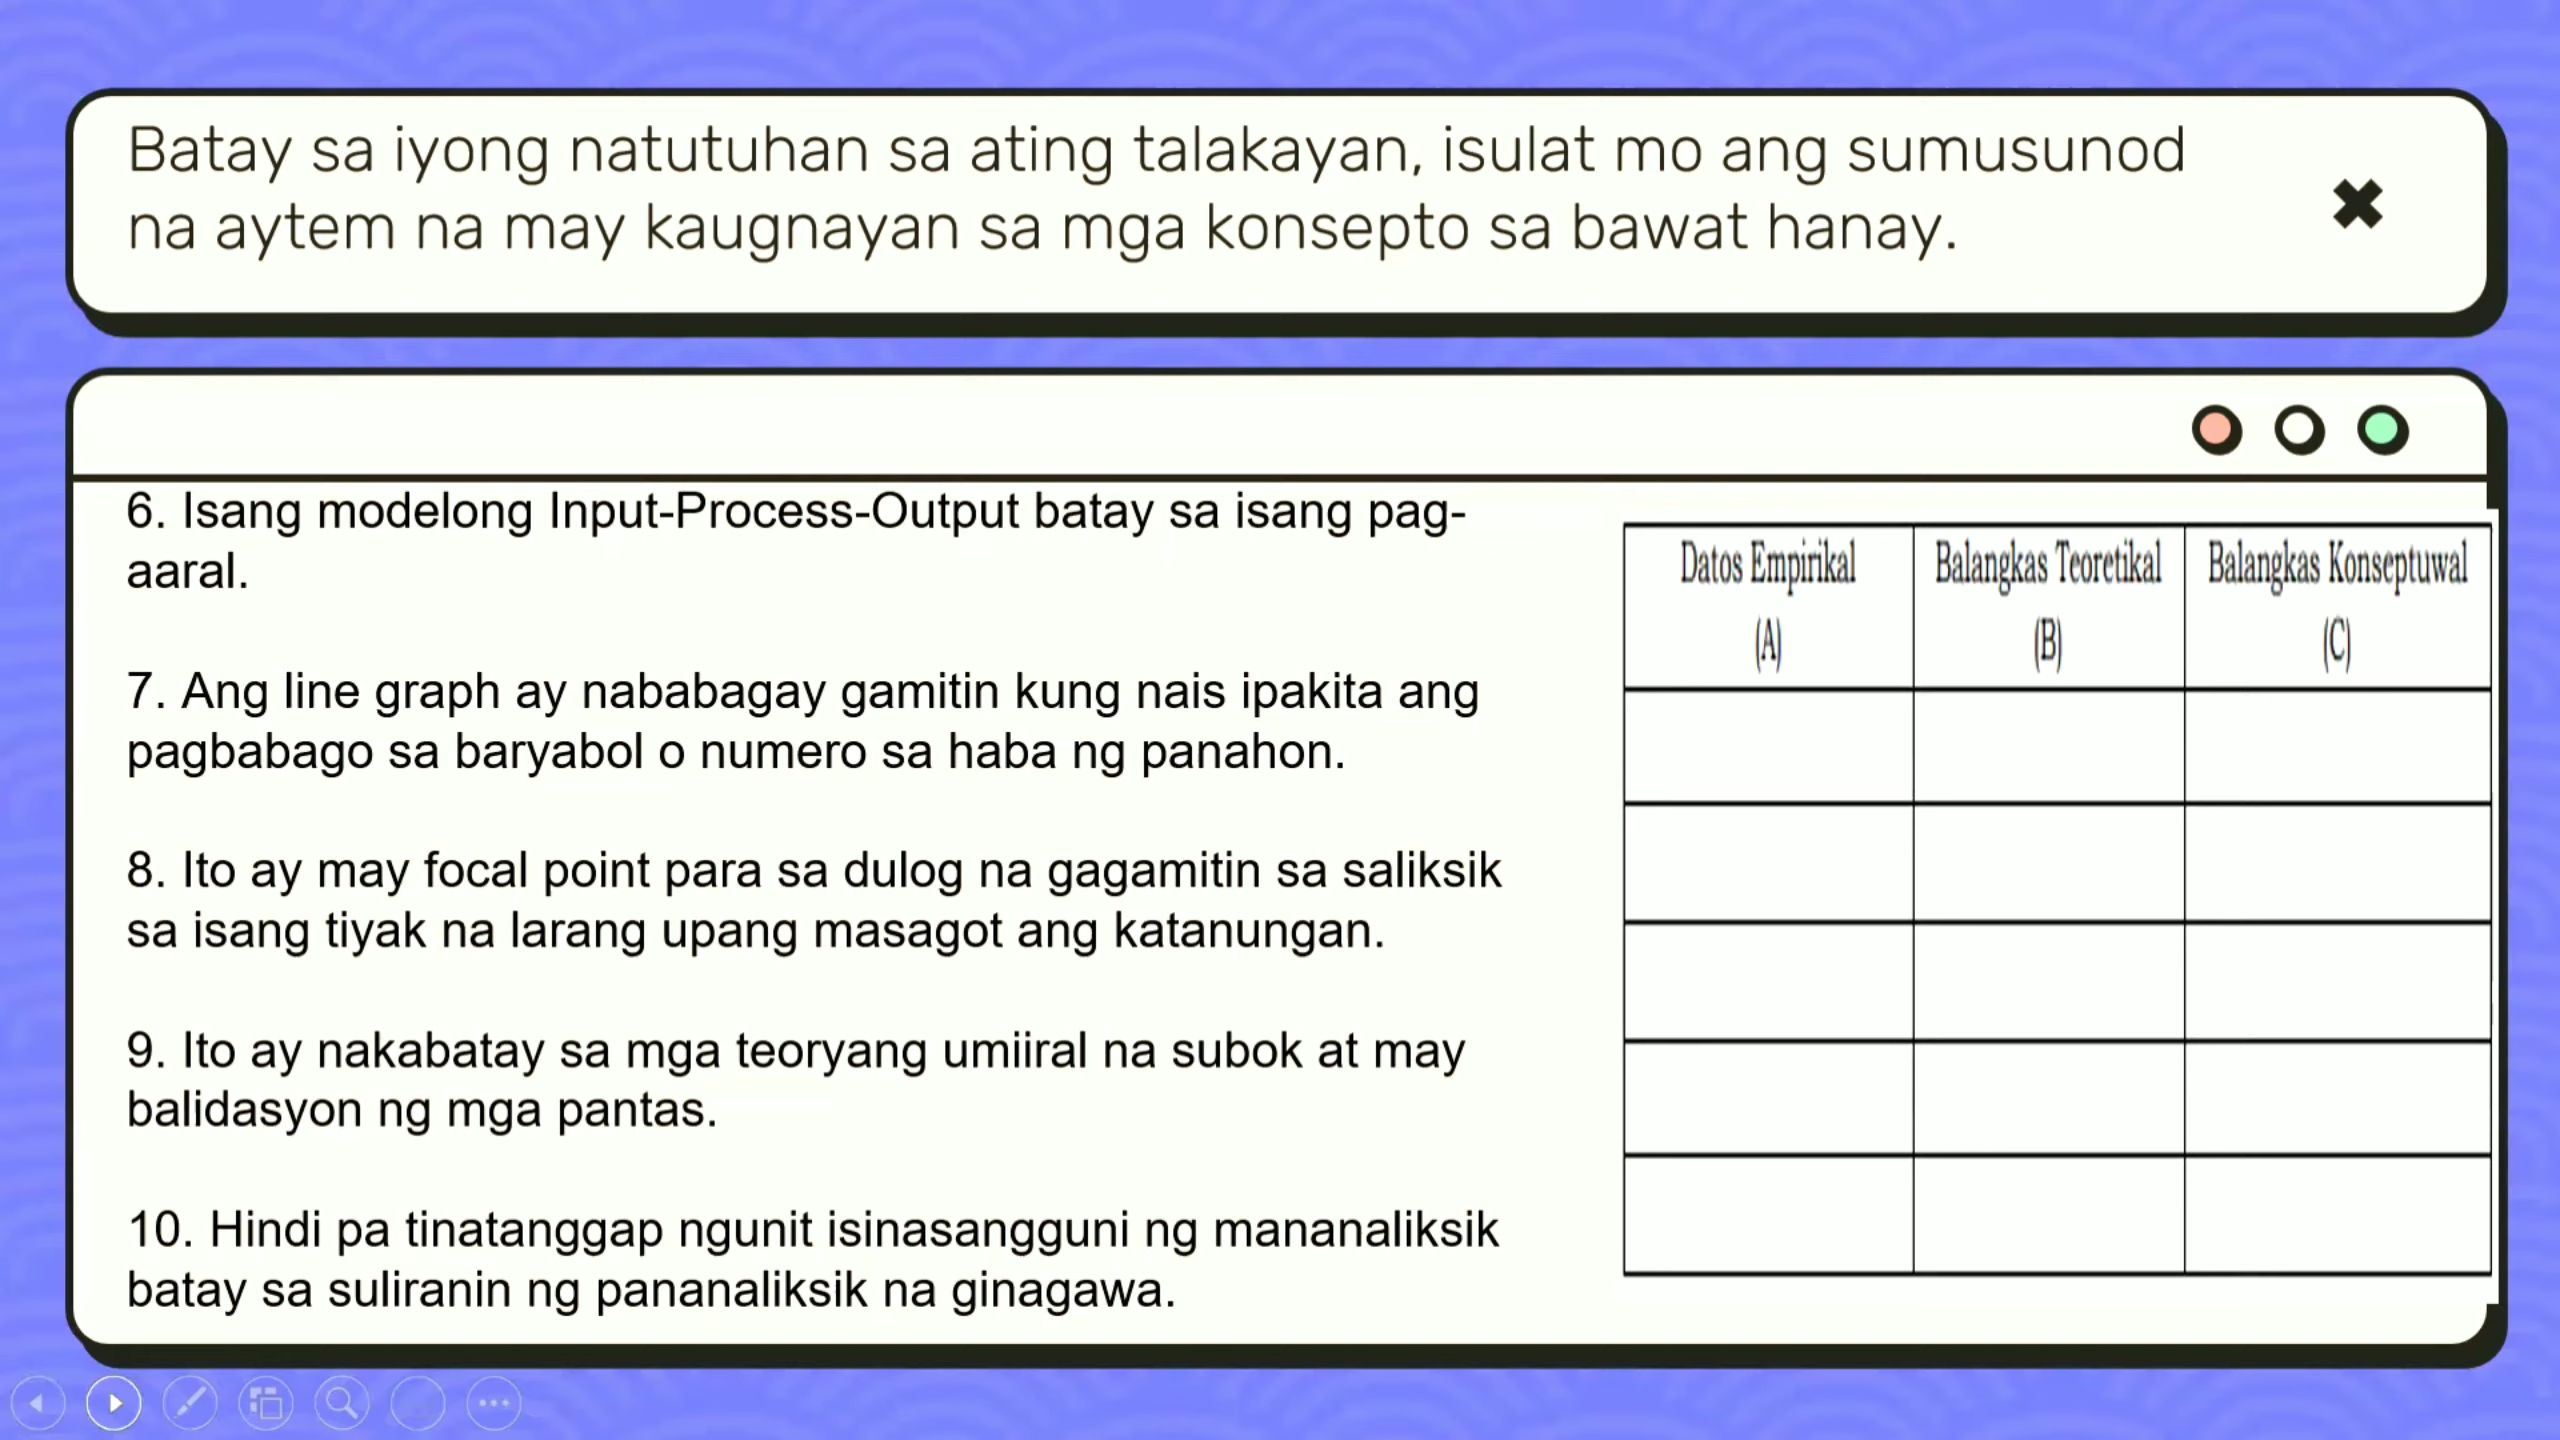 Batay sa iyong natutuhan sa ating talakayan, isulat mo ang sumusunod
na aytem na may kaugnayan sa mga konsepto sa bawat hanay.
6. Isang modelong Input-Process-Output batay sa isang pag-
aaral.
7. Ang line graph ay nababagay gamitin kung nais ipakita ang
pagbabago sa baryabol o numero sa haba ng panahon.
8. Ito ay may focal point para sa dulog na gagamitin sa saliksik
sa isang tiyak na larang upang masagot ang katanungan.
9. Ito ay nakabatay sa mga teoryang umiiral na subok at may
balidasyon ng mga pantas.
10. Hindi pa tinatanggap ngunit isinasangguni ng mananaliksik
batay sa suliranin ng pananaliksik na ginagawa.
Datos Empirikal
(A)
Balangkas Teoretikal
(B)
Balangkas Konseptuwal
(C)